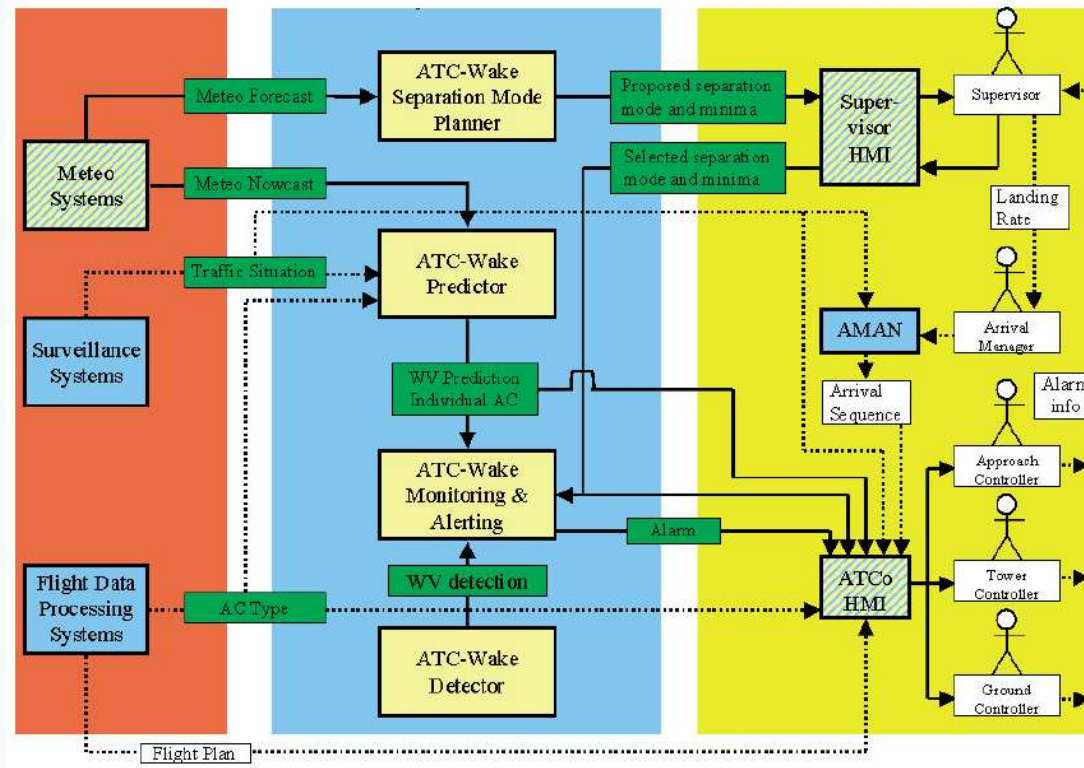 Meteo Forecast
ATC-Wake
Separation Mode
Planner
Proposed separation
mode and minima
Super-
visor
HMI
Supervisor
Meteo
Systems
Meteo Nowcast
Selected separation
mode and minima
Landing
Rate
Traffic Situation
ATC-Wake
Predictor
Surveillance
Systems
AMAN
Arrival
Manager
WV Prediction
Individual AC
Arrival
Sequence
Alarm
info
ATC-Wake
Monitoring &
Alerting
Approach
Controller
Alarm
Flight Data
Processing
Systems
AC Type
WV detection
ATCo
HMI
Tower
Controller
ATC-Wake
Detector
Ground
Controller
Flight Plan